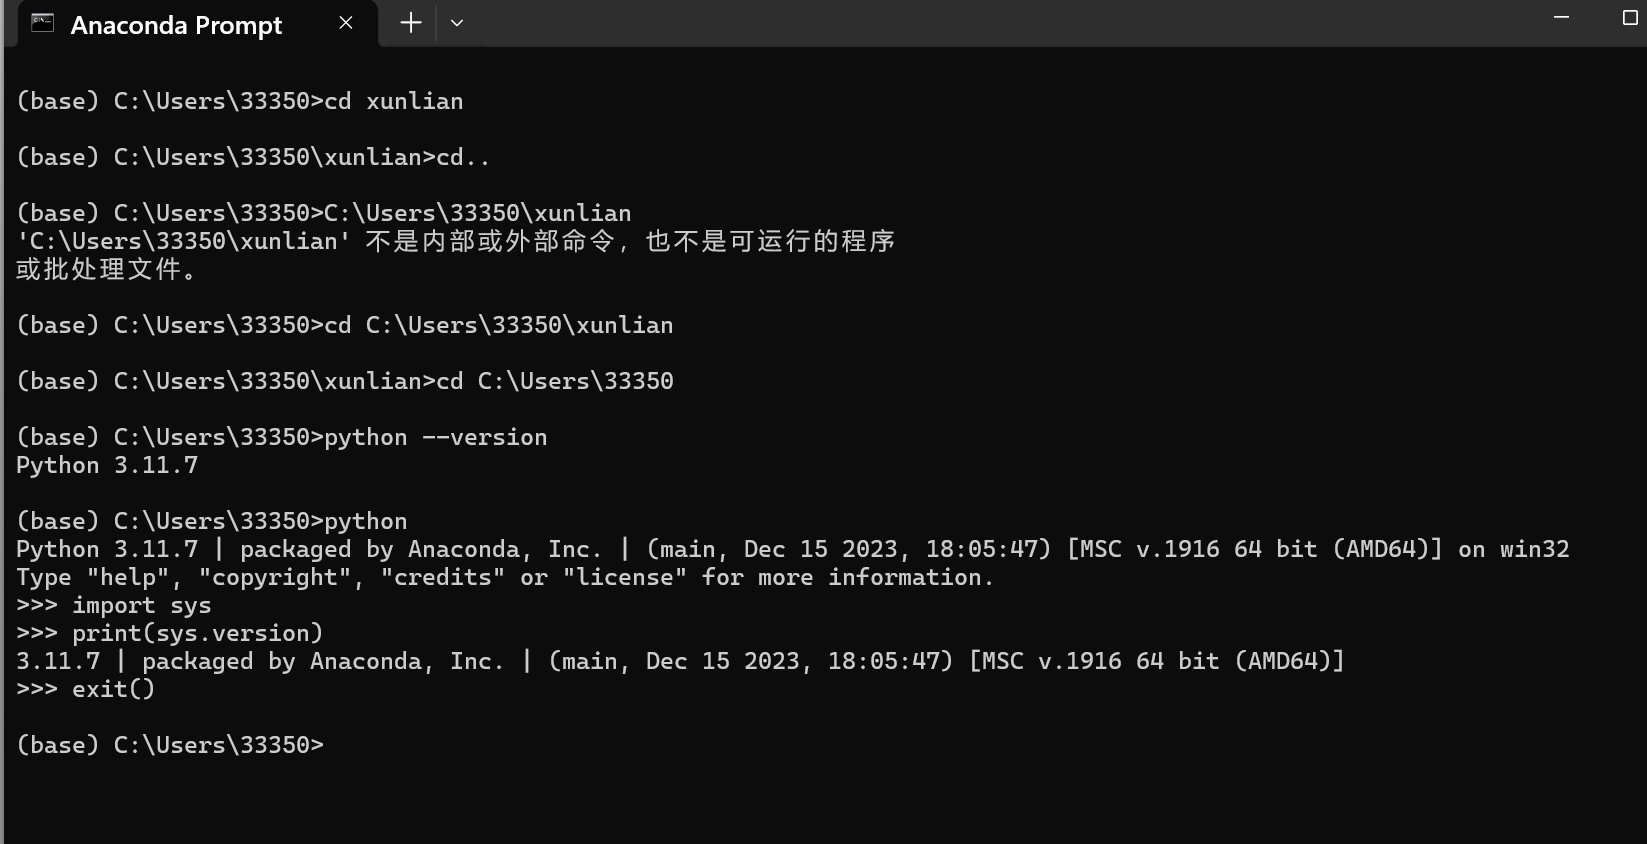 Anaconda Prompt
(base) C:\Users\33350>cd xunlian
(base) C:\Users\33350\xunlian>cd..
(base) C:\Users\33350>C:\Users\33350\xunlian
'C:\Users\33350\xunlian' 不是内部或外部命令，也不是可运行的程序
或批处理文件。
(base) C:\Users\33350>cd C:\Users\33350\xunlian
(base) C:\Users\33350\xunlian>cd C:\Users\33350
(base) C:\Users\33350>python --version
Python 3.11.7
(base) C:\Users\33350>python
Python 3.11.7 | packaged by Anaconda, Inc. | (main, Dec 15 2023, 18:05:47) [MSC v.1916 64 bit (AMD64)] on win32
Type "help", "copyright", "credits" or "license" for more information.
>>> import sys
>>> print(sys.version)
3.11.7 | packaged by Anaconda, Inc. | (main, Dec 15 2023, 18:05:47) [MSC v.1916 64 bit (AMD64)]
>>> exit()
(base) C:\Users\33350>